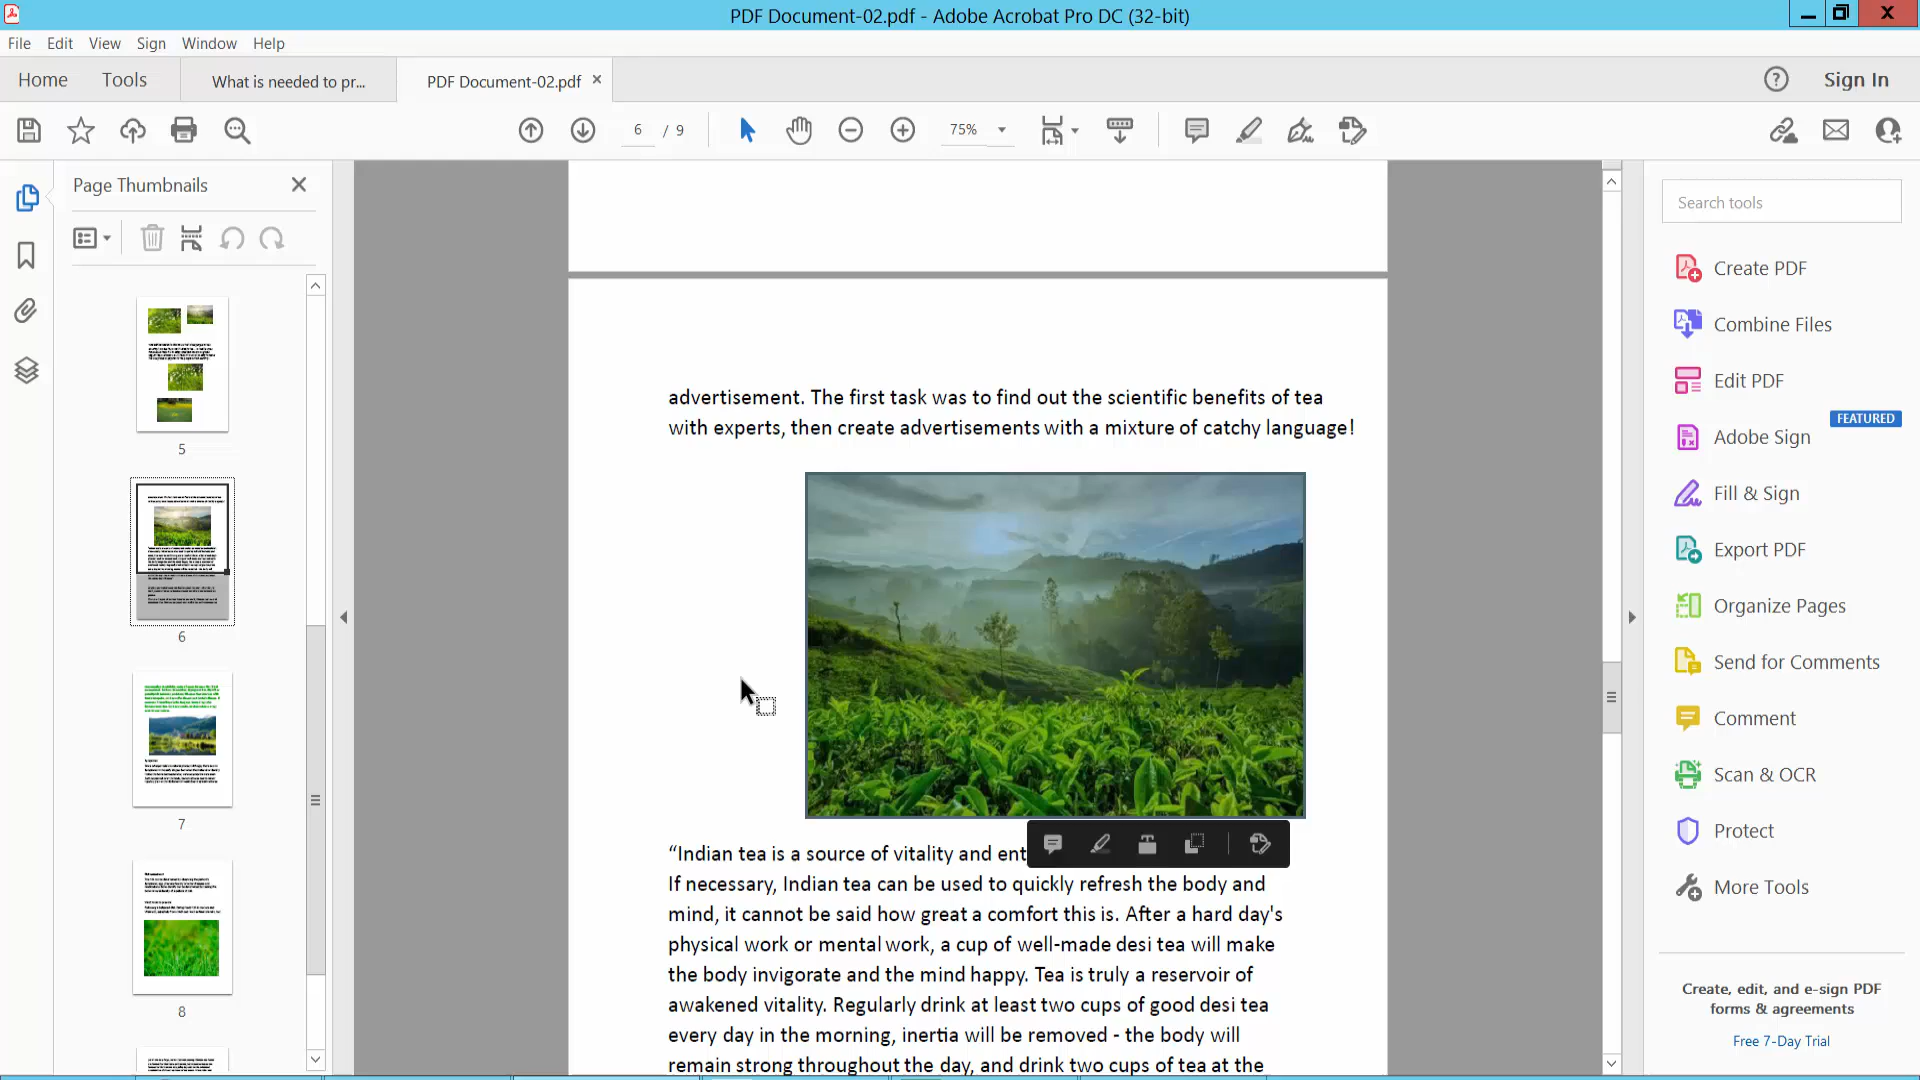 PDF Document-02.pdf - Adobe Acrobat Pro DC (32-bit)
File Edit View Sign Window Help
Home Tools What is needed to pr... PDF Document-02.pdf × Sign In
6 / 9 75%
Page Thumbnails
5
6
7
8
advertisement. The first task was to find out the scientific benefits of tea
with experts, then create advertisements with a mixture of catchy language!
“Indian tea is a source of vitality and ent
If necessary, Indian tea can be used to quickly refresh the body and
mind, it cannot be said how great a comfort this is. After a hard day's
physical work or mental work, a cup of well-made desi tea will make
the body invigorate and the mind happy. Tea is truly a reservoir of
awakened vitality. Regularly drink at least two cups of good desi tea
every day in the morning, inertia will be removed - the body will
remain strong throughout the day, and drink two cups of tea at the
Search tools
Create PDF
Combine Files
Edit PDF
FEATURED
Adobe Sign
Fill & Sign
Export PDF
Organize Pages
Send for Comments
Comment
Scan & OCR
Protect
More Tools
Create, edit, and e-sign PDF
forms & agreements
Free 7-Day Trial